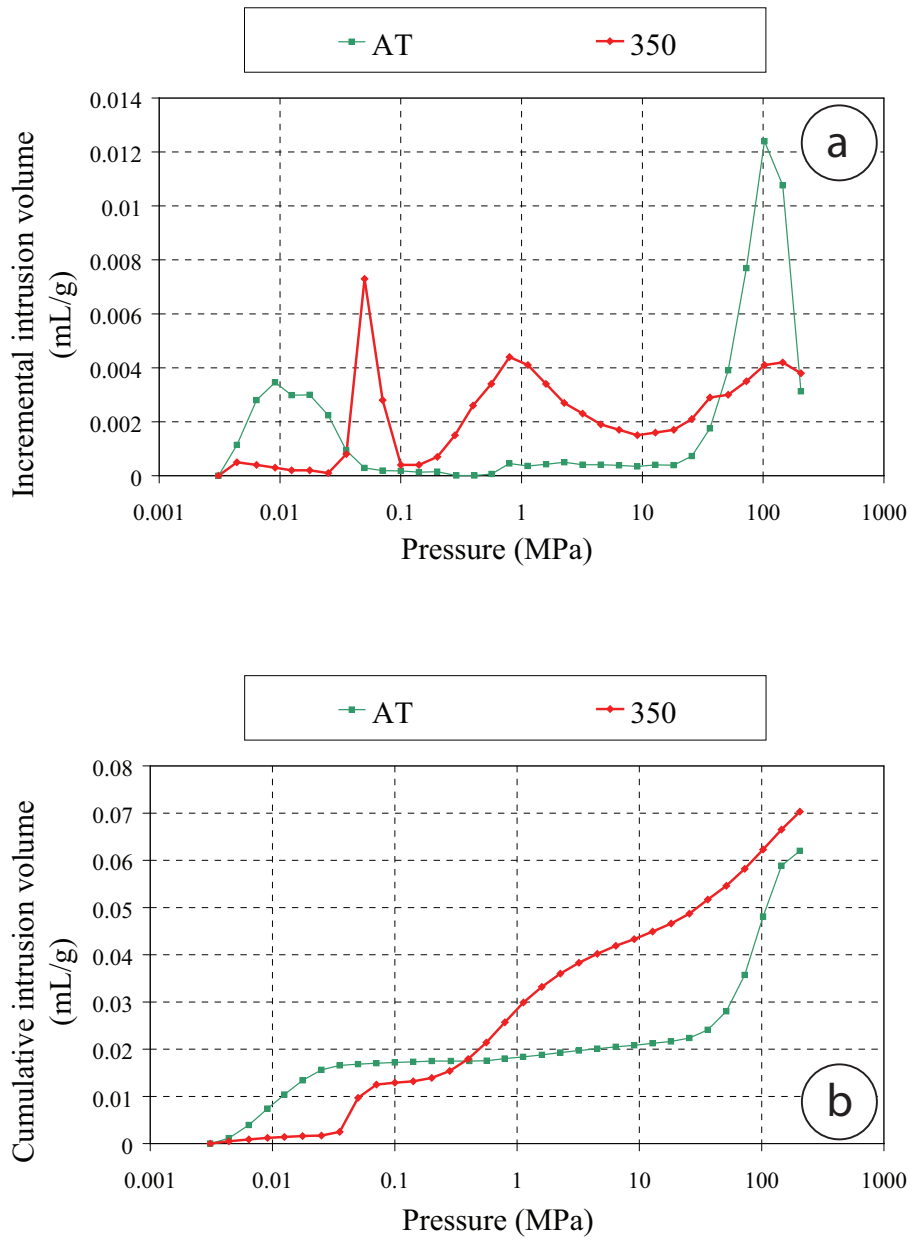 AT 350
0.014
0.012
0.01
0.008
0.006
0.004
0.002
0
Incremental intrusion volume
(mL/g)
a
0.001 0.01 0.1 1 10 100 1000
Pressure (MPa)
AT 350
0.08
0.07
0.06
0.05
0.04
0.03
0.02
0.01
0
Cumulative intrusion volume
(mL/g)
b
0.001 0.01 0.1 1 10 100 1000
Pressure (MPa)